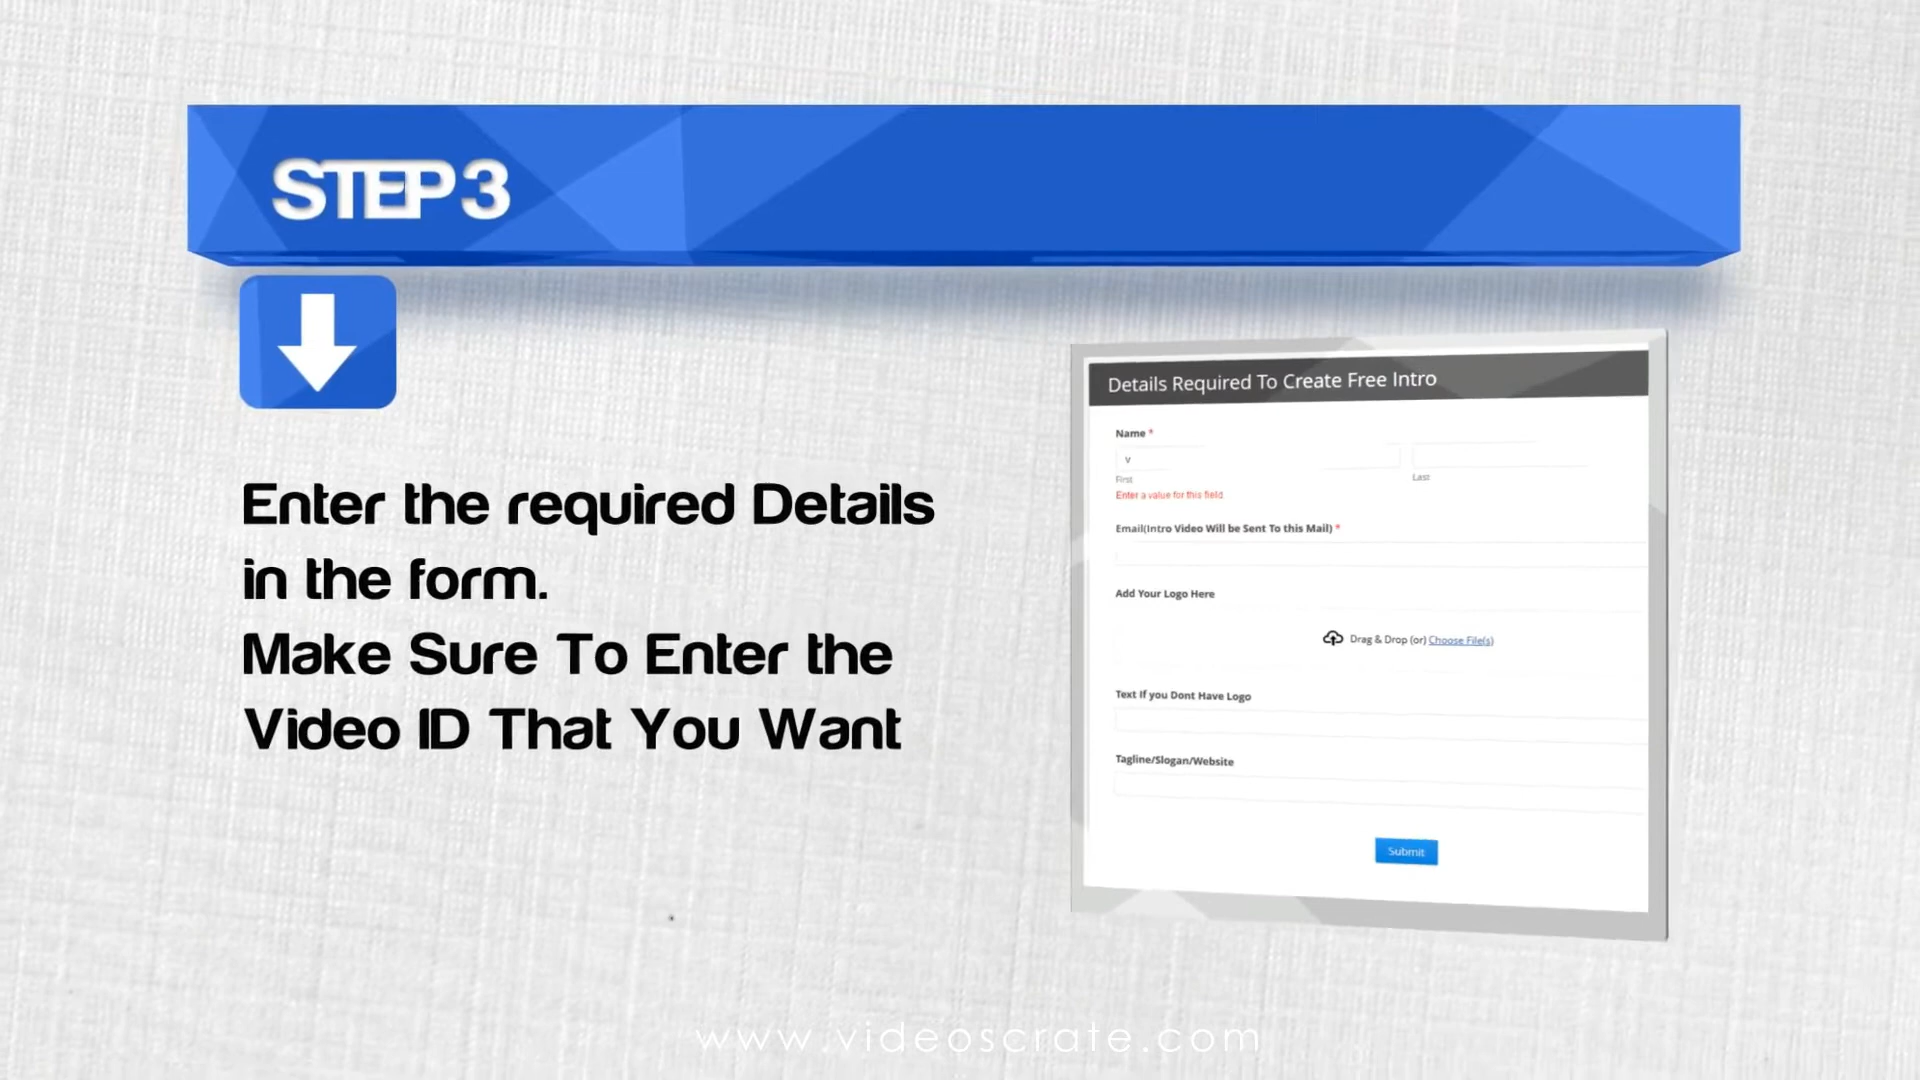 STEP 3
Enter the required Details
in the form.
Make Sure To Enter the
Video ID That You Want
Details Required To Create Free Intro
Name *
v
First
Last
Enter a value for this field
Email(Intro Video Will be Sent To this Mail) *
Add Your Logo Here
Drag & Drop (or) Choose File(s)
Text If you Dont Have Logo
Tagline/Slogan/Website
Submit
www.videoscrate.com